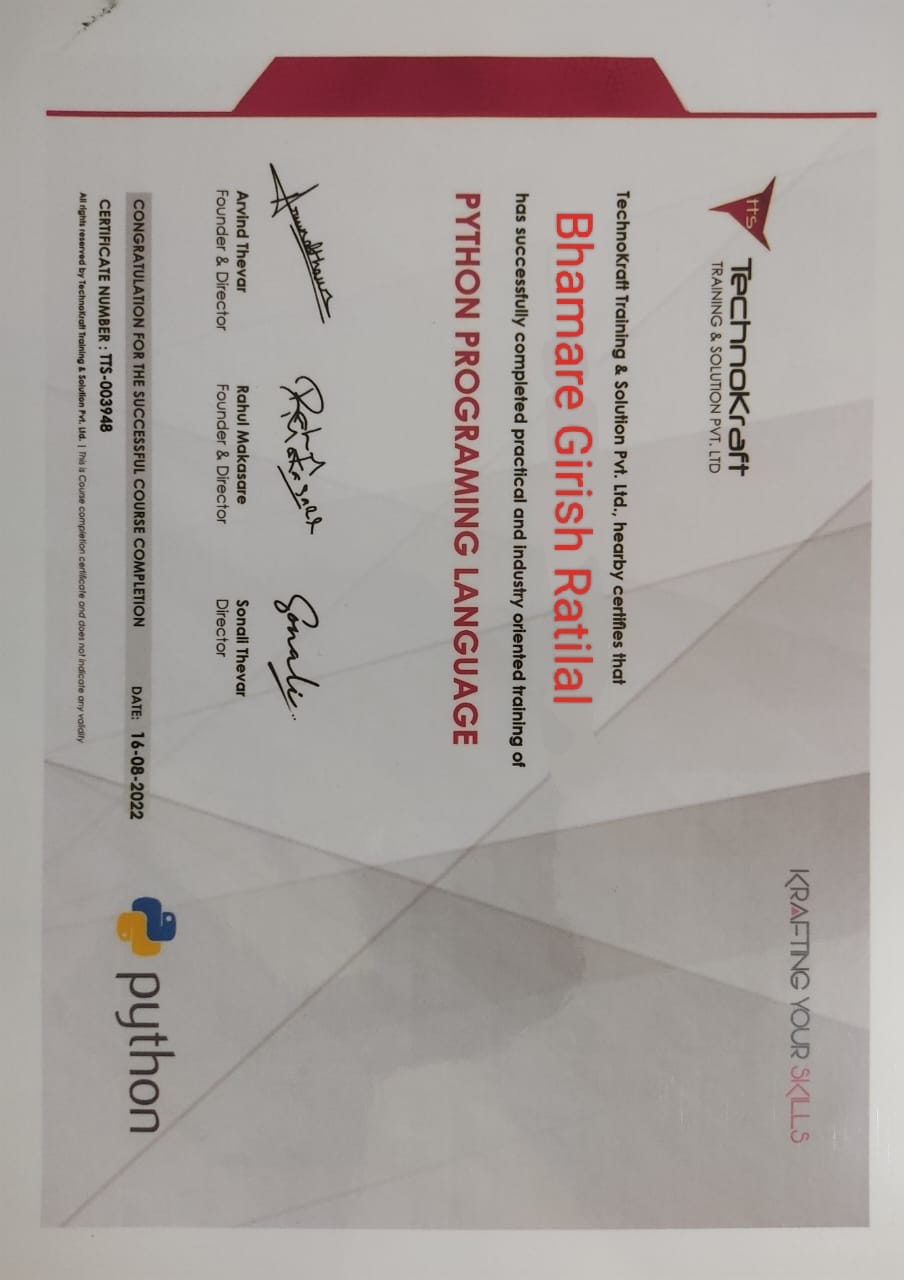 KRAFTING YOUR SKILLS
tts
TechnoKraft
TRAINING & SOLUTION PVT. LTD
TechnoKraft Training & Solution Pvt. Ltd., hearby certifies that
Bhamare Girish Ratilal
has successfully completed practical and industry oriented training of
PYTHON PROGRAMING LANGUAGE
Rahul Makasare
Sonali
Arvind Thevar
Founder & Director
Rahul Makasare
Founder & Director
Sonali Thevar
Director
python
CONGRATULATION FOR THE SUCCESSFUL COURSE COMPLETION DATE: 16-08-2022
CERTIFICATE NUMBER : TTS-003948
All rights reserved by TechnoKraft Training & Solution Pvt. Ltd. | This is Course completion certificate and does not indicate any validity